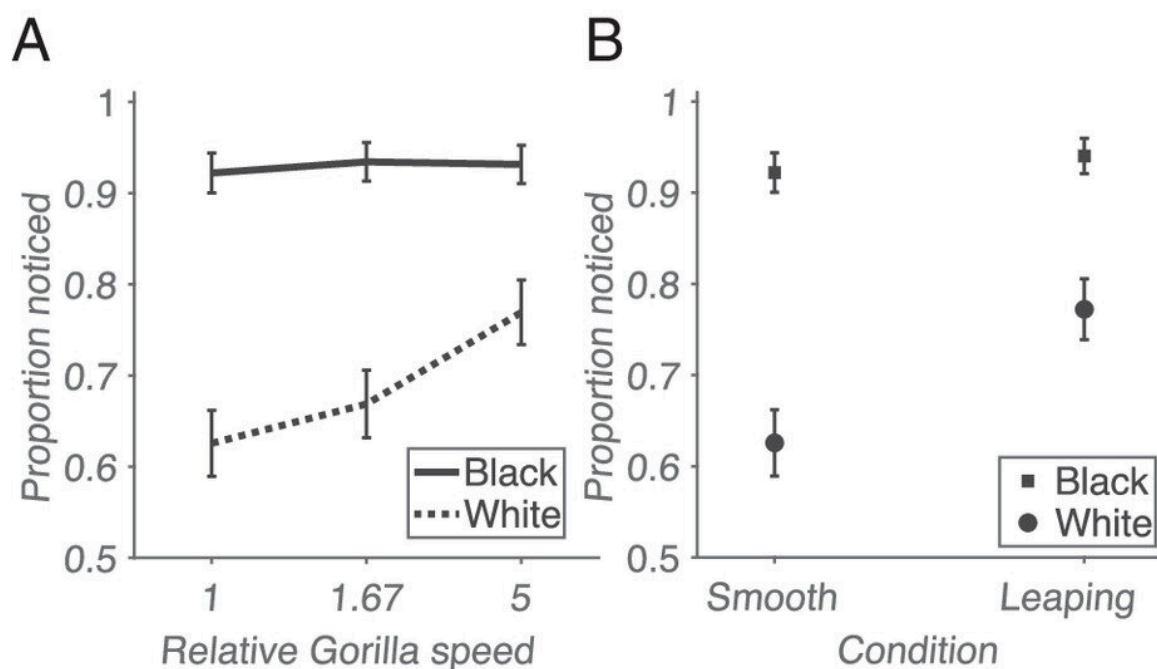 A
Proportion noticed
1
0.9
0.8
0.7
0.6
0.5
Black
White
1 1.67 5
Relative Gorilla speed
B
Proportion noticed
1
0.9
0.8
0.7
0.6
0.5
Black
White
Smooth Leaping
Condition